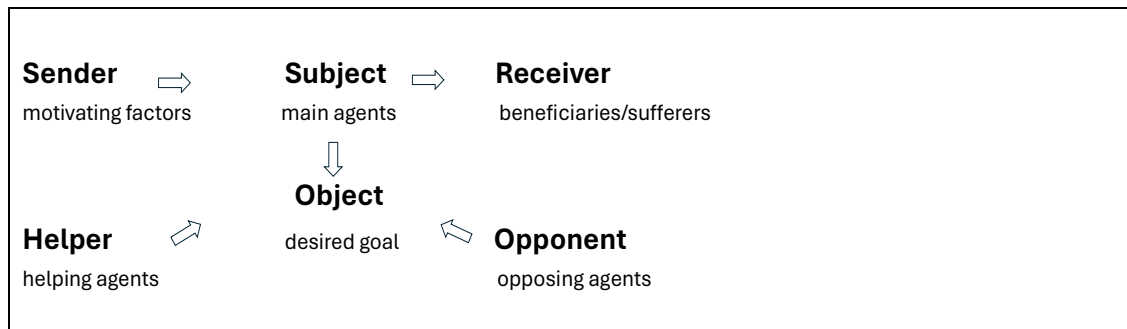 Sender Subject Receiver
motivating factors main agents beneficiaries/sufferers
Object
Helper desired goal Opponent
helping agents opposing agents